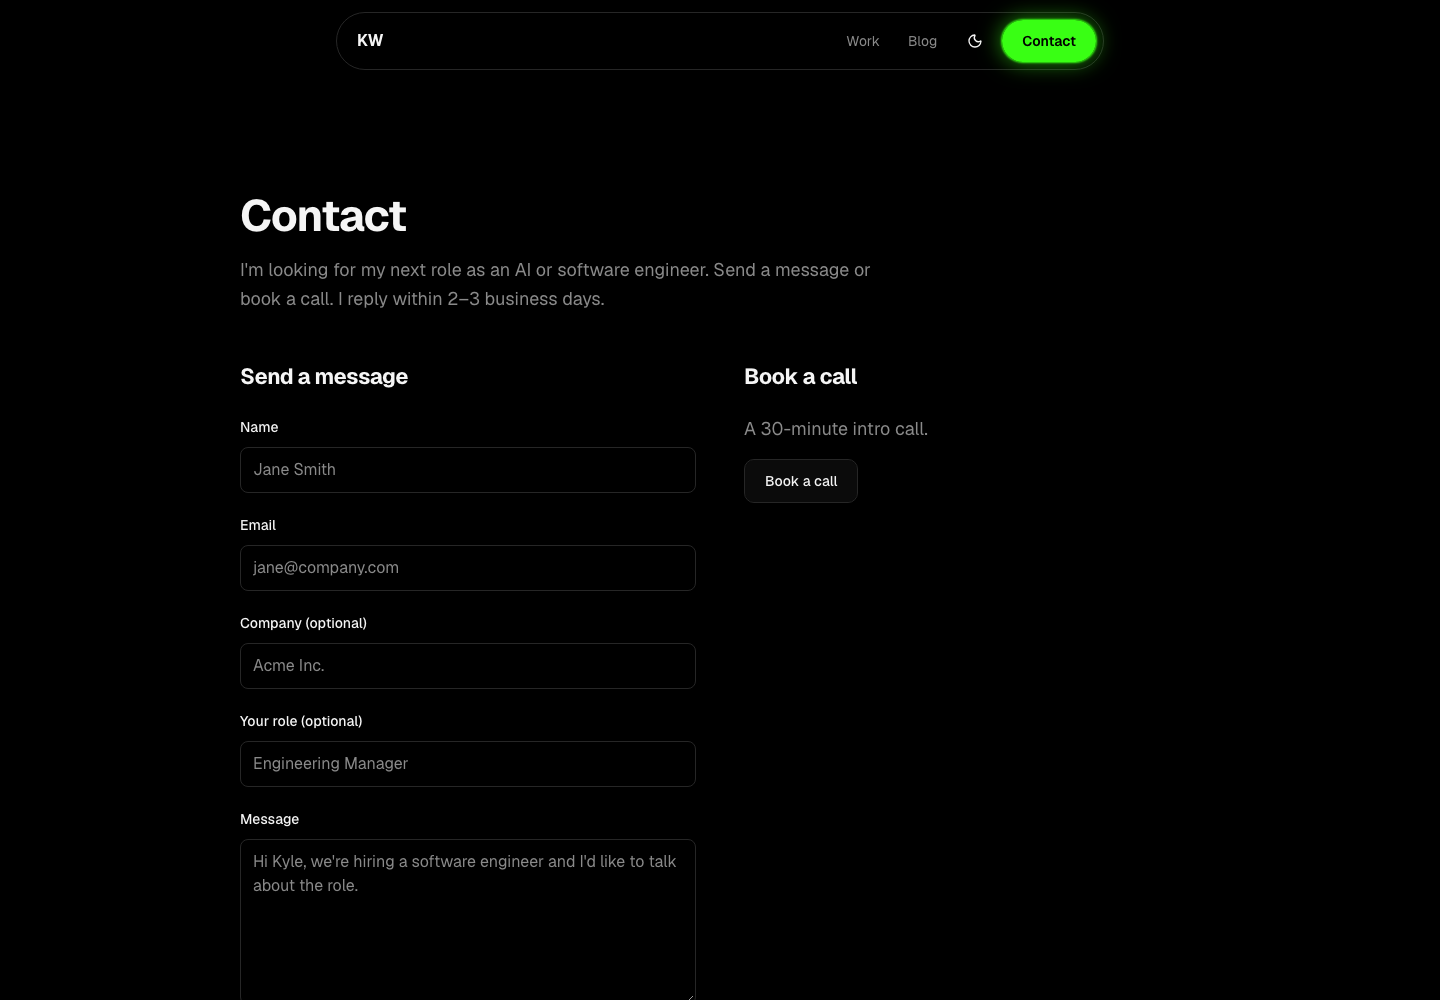 KW
Work
Blog
Contact
Contact
I'm looking for my next role as an AI or software engineer. Send a message or
book a call. I reply within 2–3 business days.
Send a message
Name
Jane Smith
Email
jane@company.com
Company (optional)
Acme Inc.
Your role (optional)
Engineering Manager
Message
Hi Kyle, we're hiring a software engineer and I'd like to talk
about the role.
Book a call
A 30-minute intro call.
Book a call